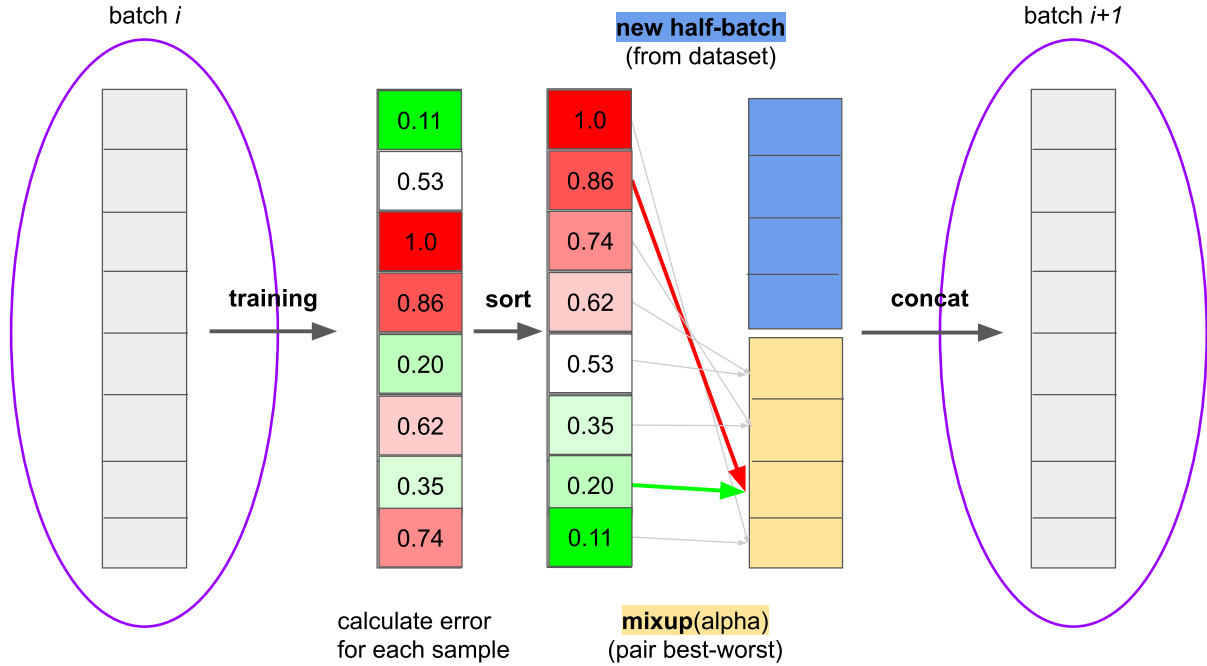 batch i
new half-batch
(from dataset)
batch i+1
0.11
0.53
1.0
0.86
0.20
0.62
0.35
0.74
1.0
0.86
0.74
0.62
0.53
0.35
0.20
0.11
training
sort
concat
calculate error
for each sample
mixup(alpha)
(pair best-worst)